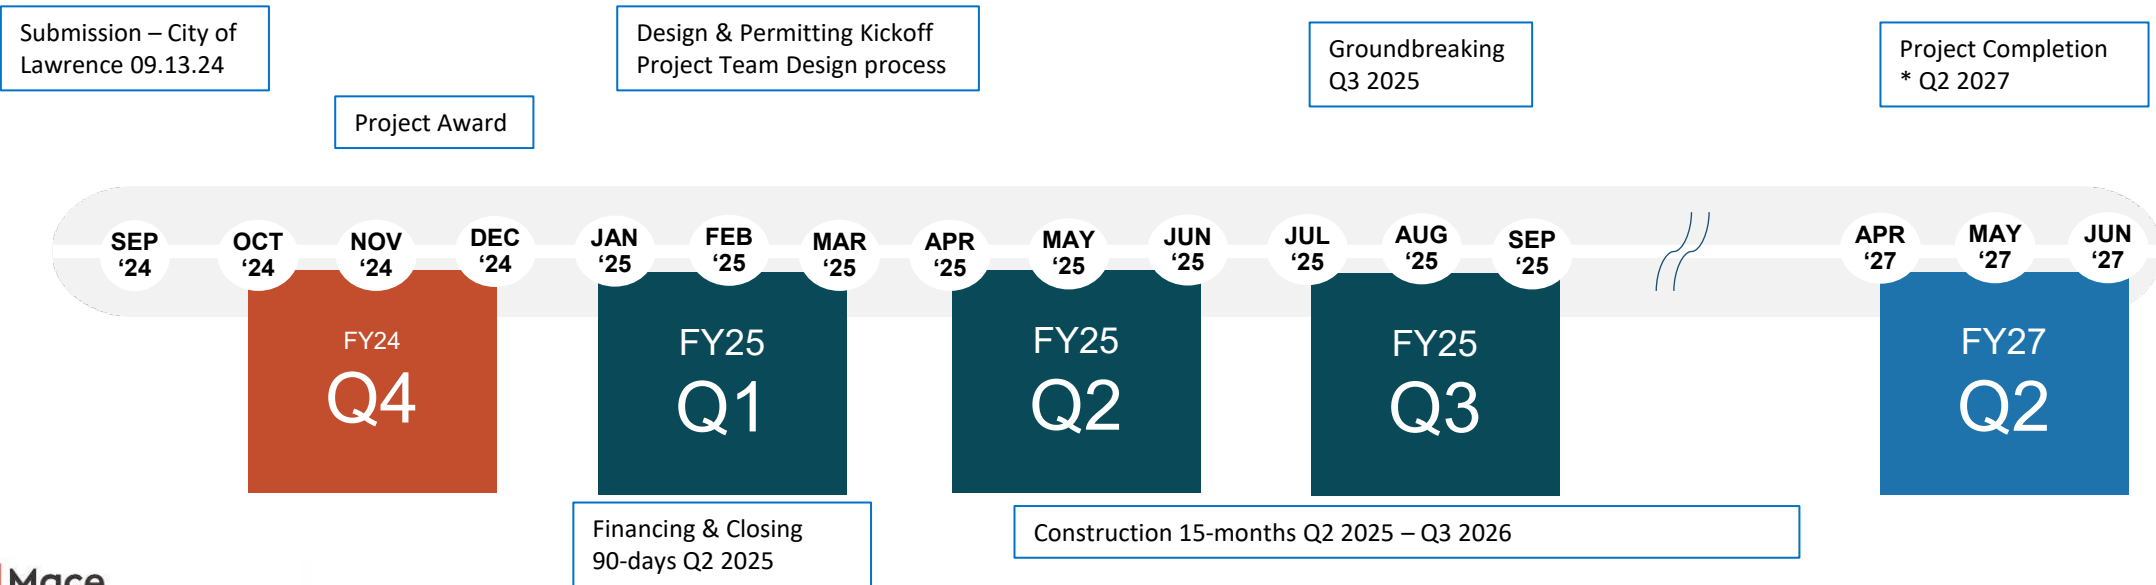 Submission – City of
Lawrence 09.13.24
Project Award
Design & Permitting Kickoff
Project Team Design process
Groundbreaking
Q3 2025
Project Completion
* Q2 2027
SEP
‘24
OCT
‘24
NOV
‘24
DEC
‘24
JAN
‘25
FEB
‘25
MAR
‘25
APR
‘25
MAY
‘25
JUN
‘25
JUL
‘25
AUG
‘25
SEP
‘25
APR
‘27
MAY
‘27
JUN
‘27
FY24
Q4
FY25
Q1
FY25
Q2
FY25
Q3
FY27
Q2
Financing & Closing
90-days Q2 2025
Construction 15-months Q2 2025 – Q3 2026
Mace